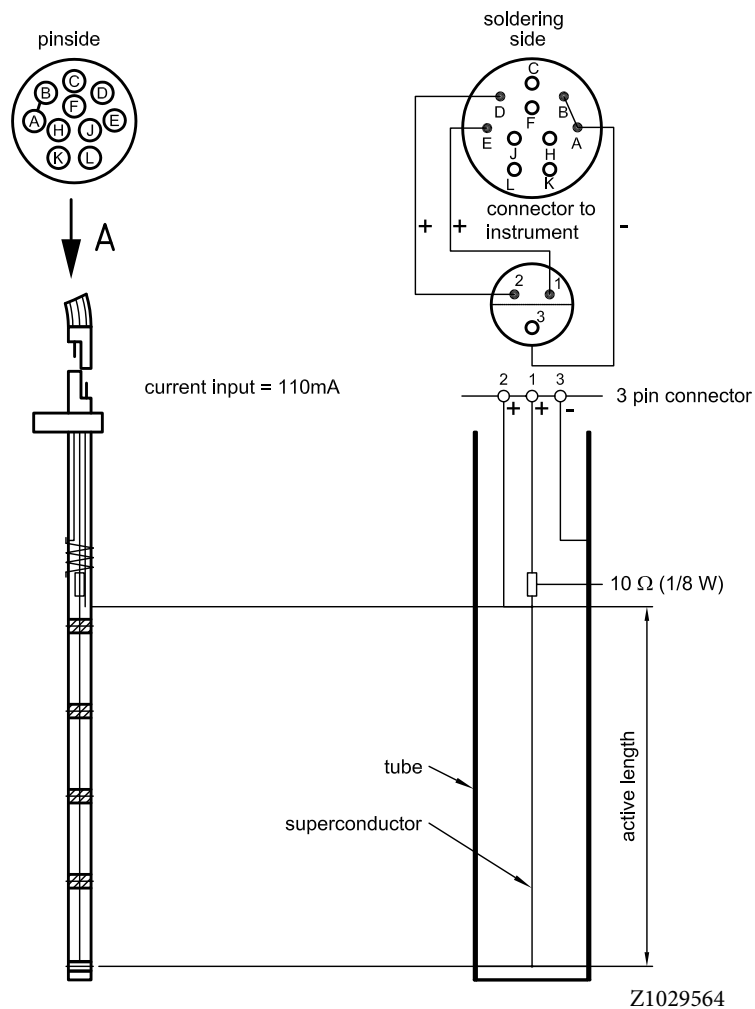 pinside
C
B
D
F
A
E
H
J
K
L
A
current input = 110mA
soldering
side
C
D
B
F
E
A
J
H
L
K
connector to
instrument
+
+
-
2
1
3
2
1
3
3 pin connector
+
+
-
10 Ω (1/8 W)
tube
superconductor
active length
Z1029564